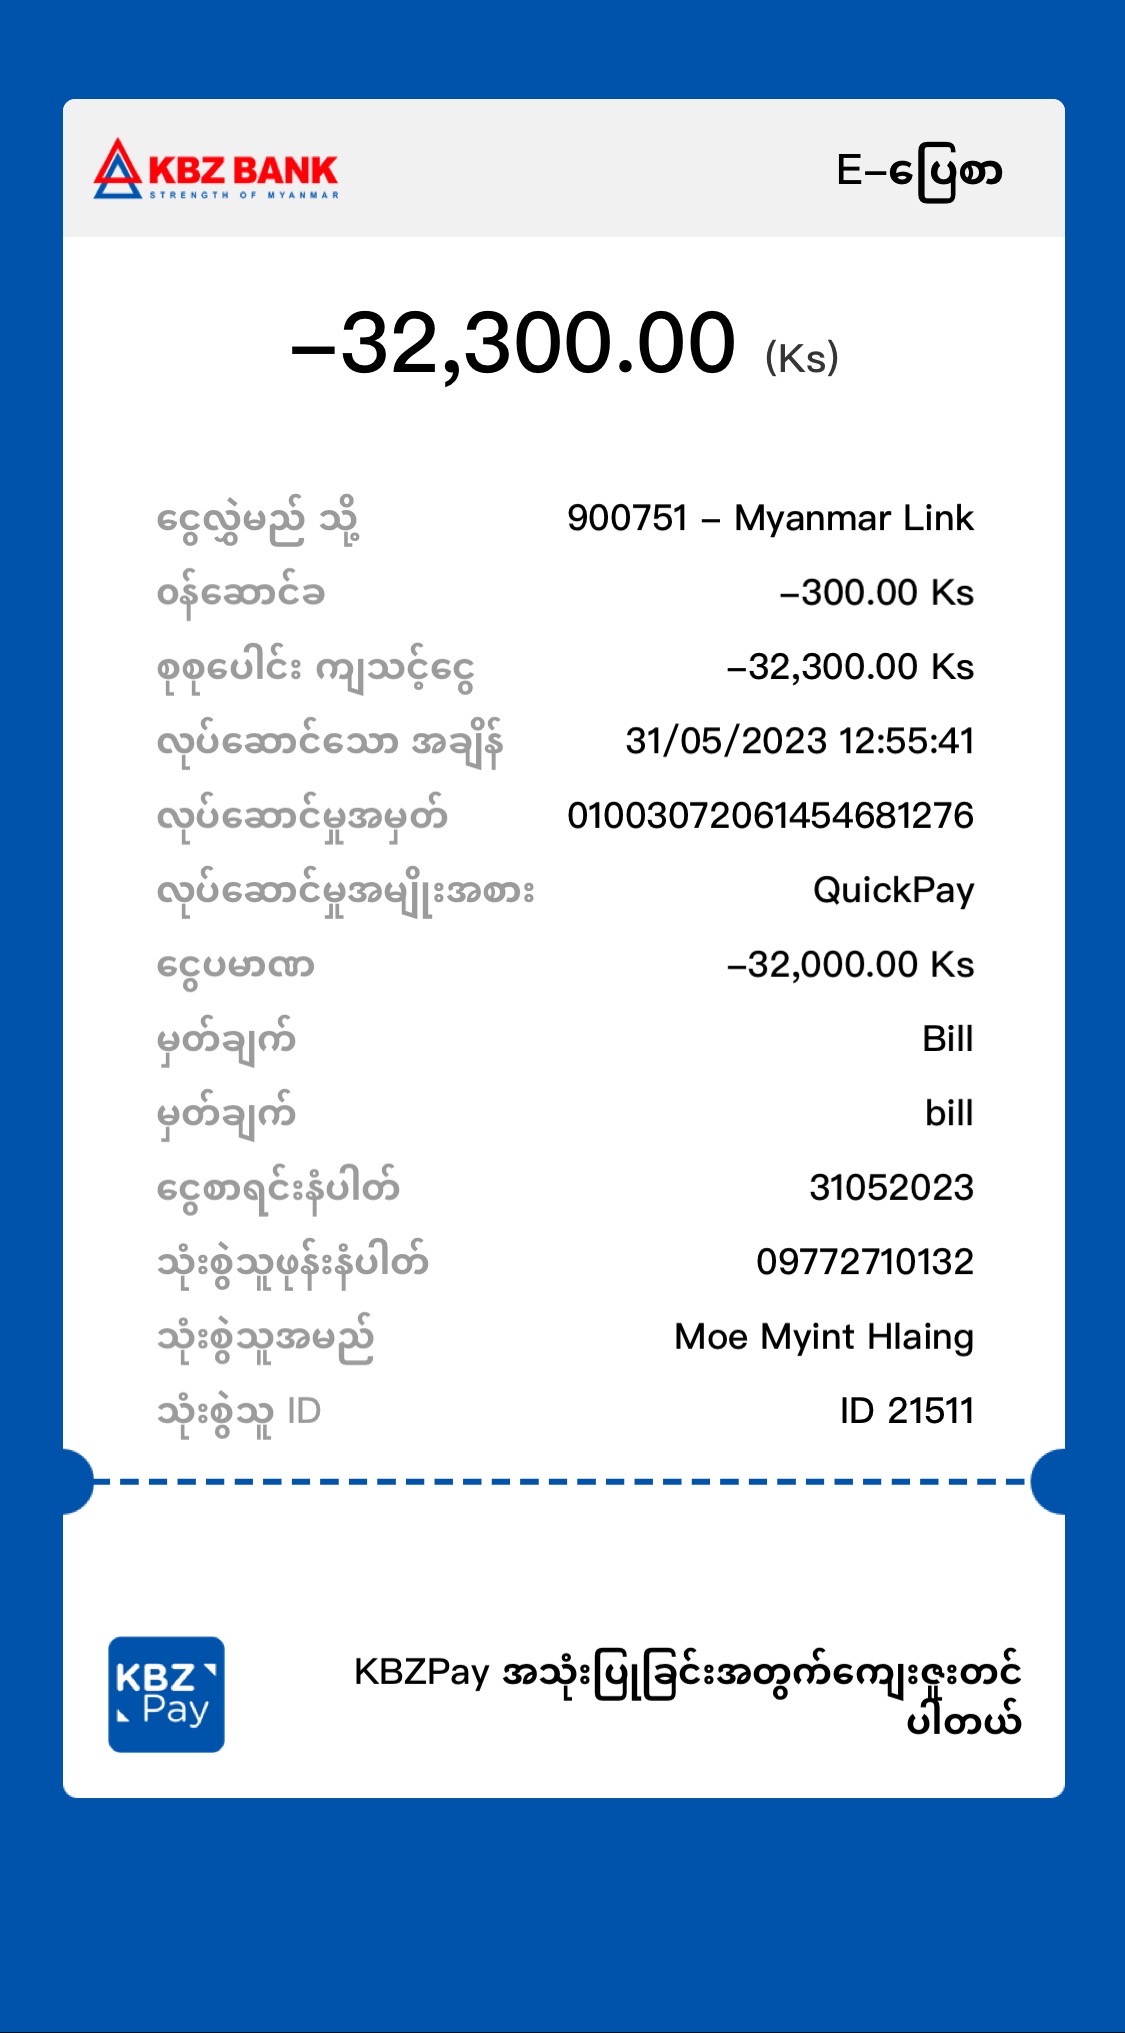 KBZ BANK
STRENGTH OF MYANMAR
E-ပြေစာ
-32,300.00 (Ks)
ငွေလွှဲမည် သို့ 900751 - Myanmar Link
ဝန်ဆောင်ခ -300.00 Ks
စုစုပေါင်း ကျသင့်ငွေ -32,300.00 Ks
လုပ်ဆောင်သော အချိန် 31/05/2023 12:55:41
လုပ်ဆောင်မှုအမှတ် 01003072061454681276
လုပ်ဆောင်မှုအမျိုးအစား QuickPay
ငွေပမာဏ -32,000.00 Ks
မှတ်ချက် Bill
မှတ်ချက် bill
ငွေစာရင်းနံပါတ် 31052023
သုံးစွဲသူဖုန်းနံပါတ် 09772710132
သုံးစွဲသူအမည် Moe Myint Hlaing
သုံးစွဲသူ ID ID 21511
KBZ
Pay
KBZPay အသုံးပြုခြင်းအတွက်ကျေးဇူးတင်
ပါတယ်